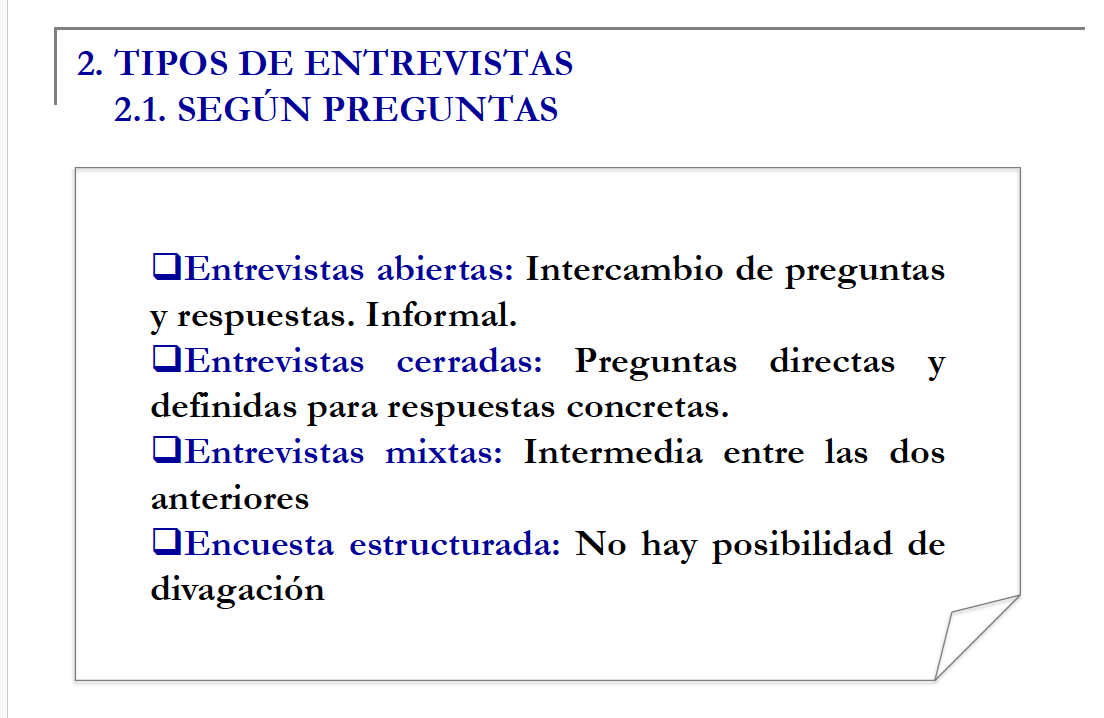 2. TIPOS DE ENTREVISTAS
2.1. SEGÚN PREGUNTAS
❑Entrevistas abiertas: Intercambio de preguntas
y respuestas. Informal.
❑Entrevistas cerradas: Preguntas directas y
definidas para respuestas concretas.
❑Entrevistas mixtas: Intermedia entre las dos
anteriores
❑Encuesta estructurada: No hay posibilidad de
divagación